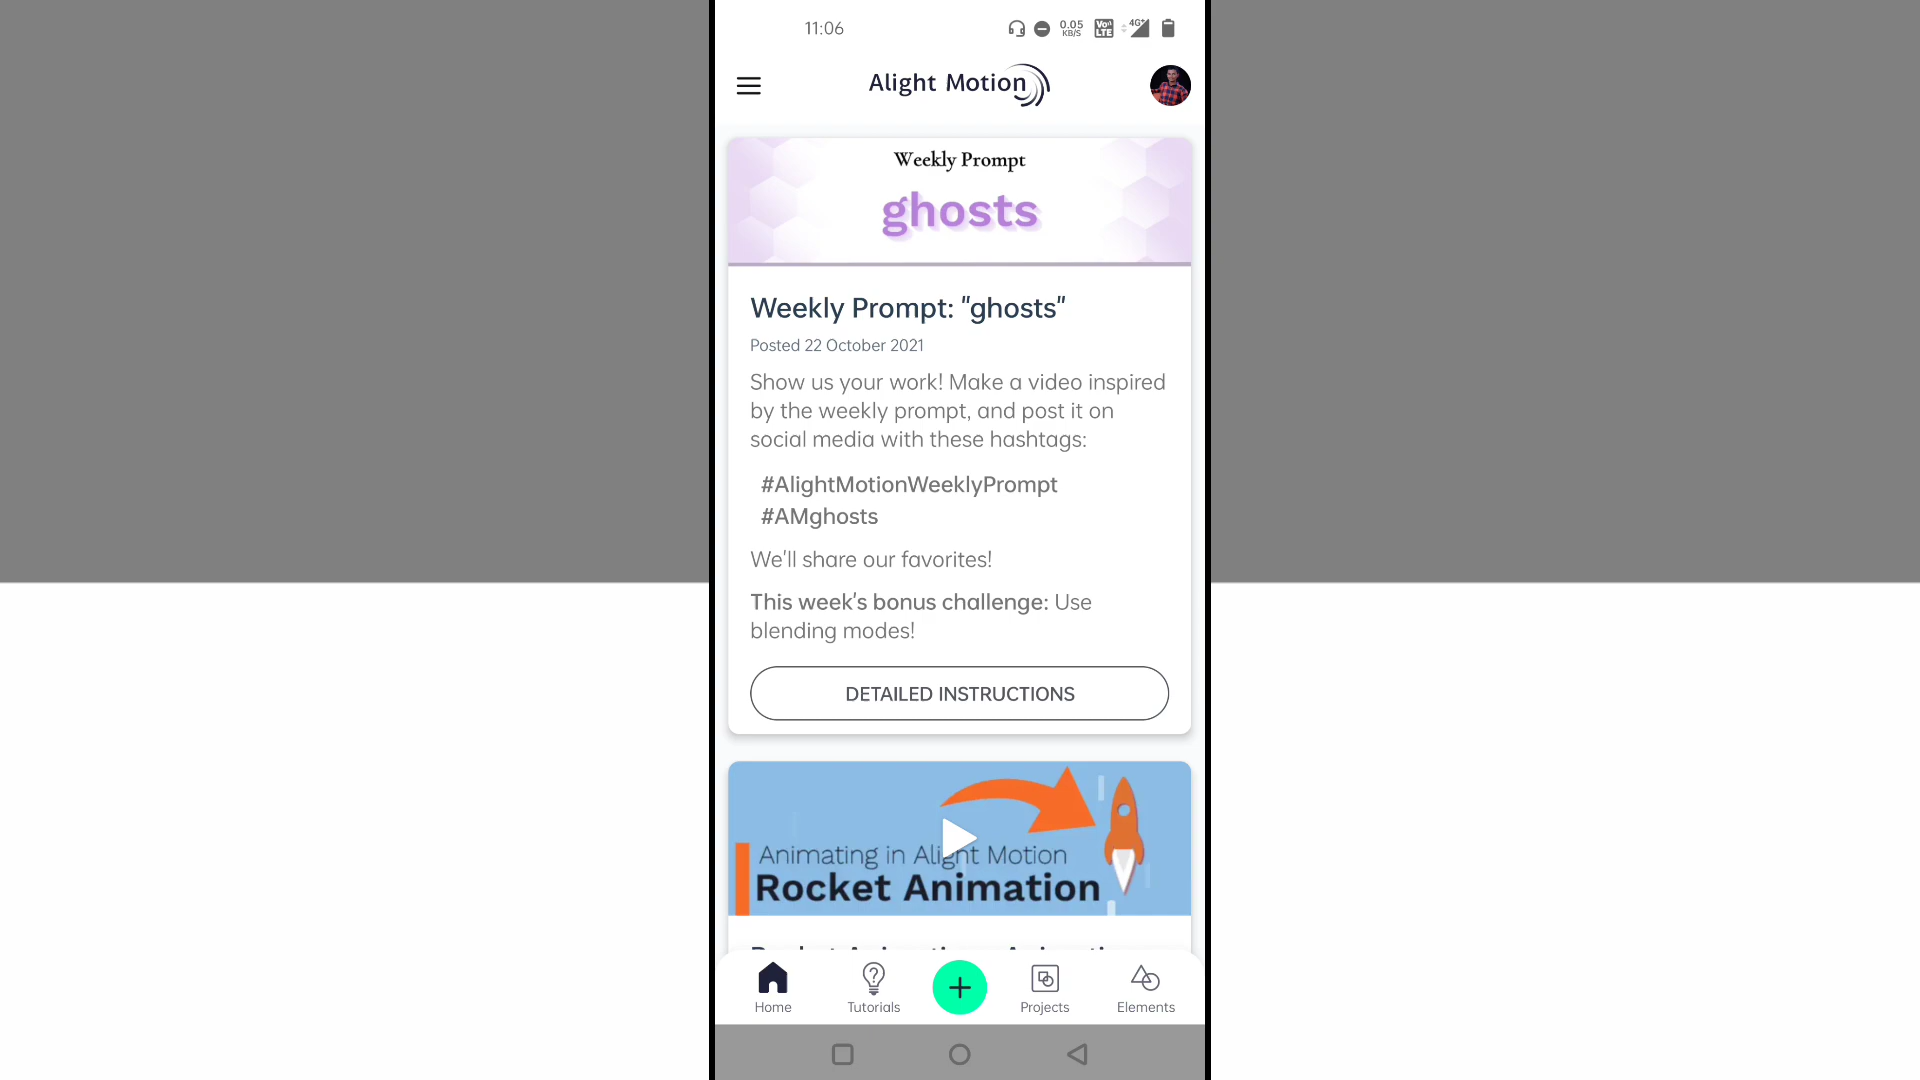 11:06
0.05
KB/S
Vo))
LTE
4G+
Alight Motion
Weekly Prompt
ghosts
Weekly Prompt: "ghosts"
Posted 22 October 2021
Show us your work! Make a video inspired
by the weekly prompt, and post it on
social media with these hashtags:
#AlightMotionWeeklyPrompt
#AMghosts
We'll share our favorites!
This week's bonus challenge: Use
blending modes!
DETAILED INSTRUCTIONS
Animating in Alight Motion
Rocket Animation
Home
Tutorials
Projects
Elements